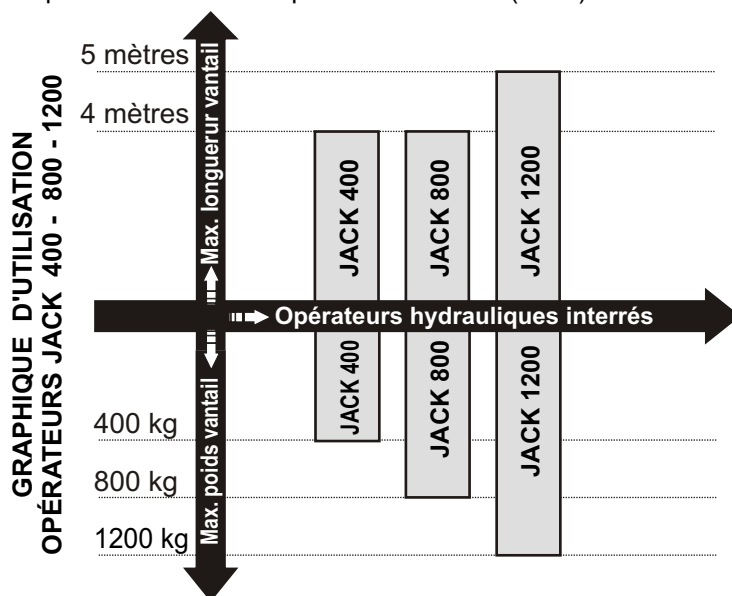 GRAPHIQUE D'UTILISATION
OPÉRATEURS JACK 400 - 800 - 1200
5 mètres
4 mètres
Max. longuerur vantail
JACK 400
JACK 800
JACK 1200
Opérateurs hydrauliques interrés
Max. poids vantail
JACK 400
JACK 800
JACK 1200
400 kg
800 kg
1200 kg